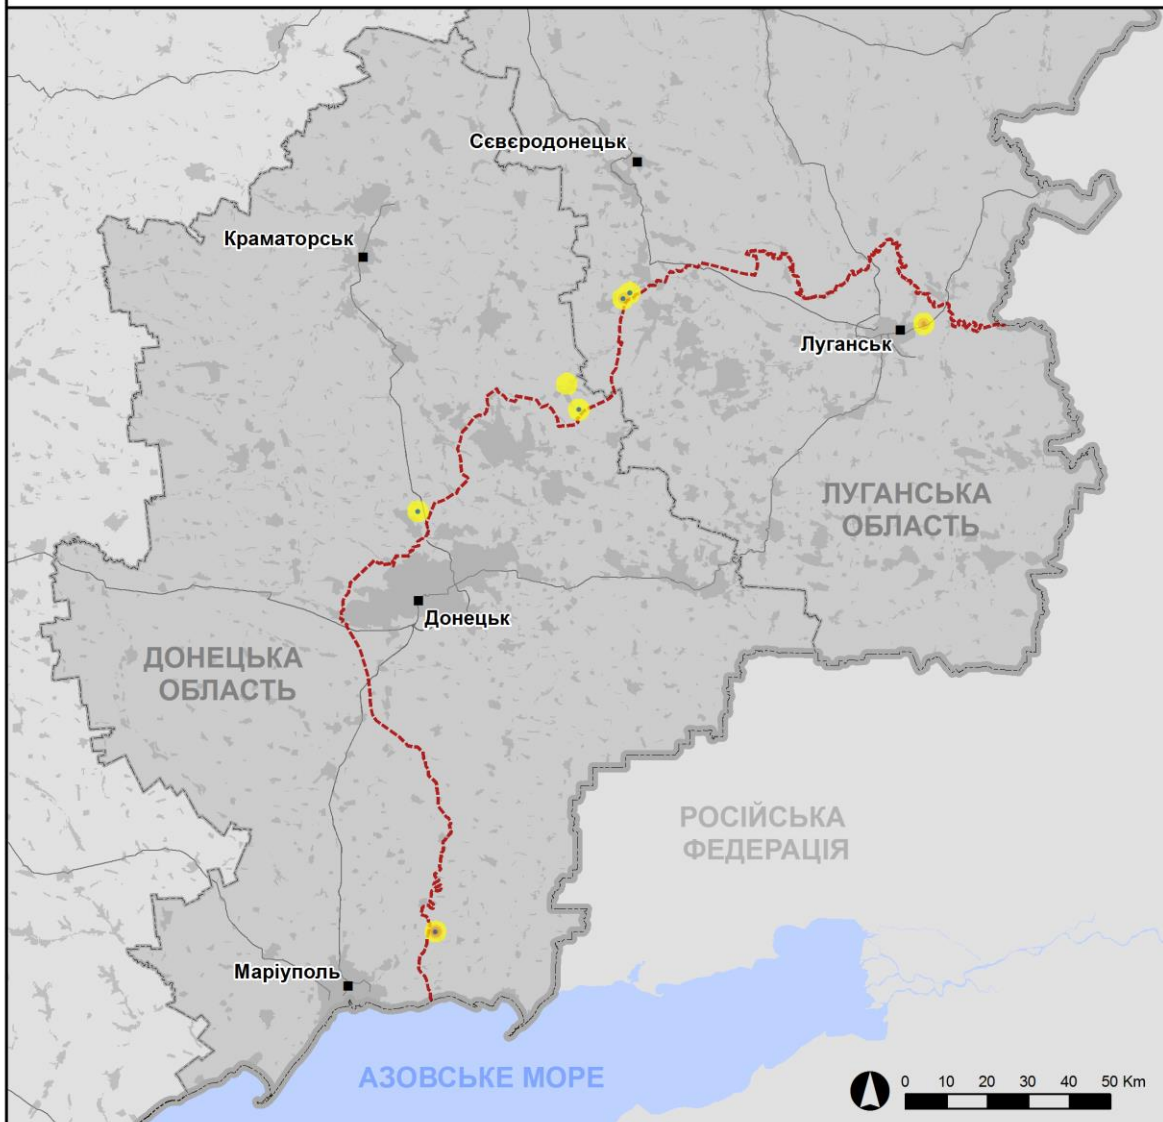 Сєвєродонецьк
Краматорськ
Луганськ
ЛУГАНСЬКА
ОБЛАСТЬ
Донецьк
ДОНЕЦЬКА
ОБЛАСТЬ
РОСІЙСЬКА
ФЕДЕРАЦІЯ
Маріуполь
АЗОВСЬКЕ МОРЕ
0 10 20 30 40 50 Km